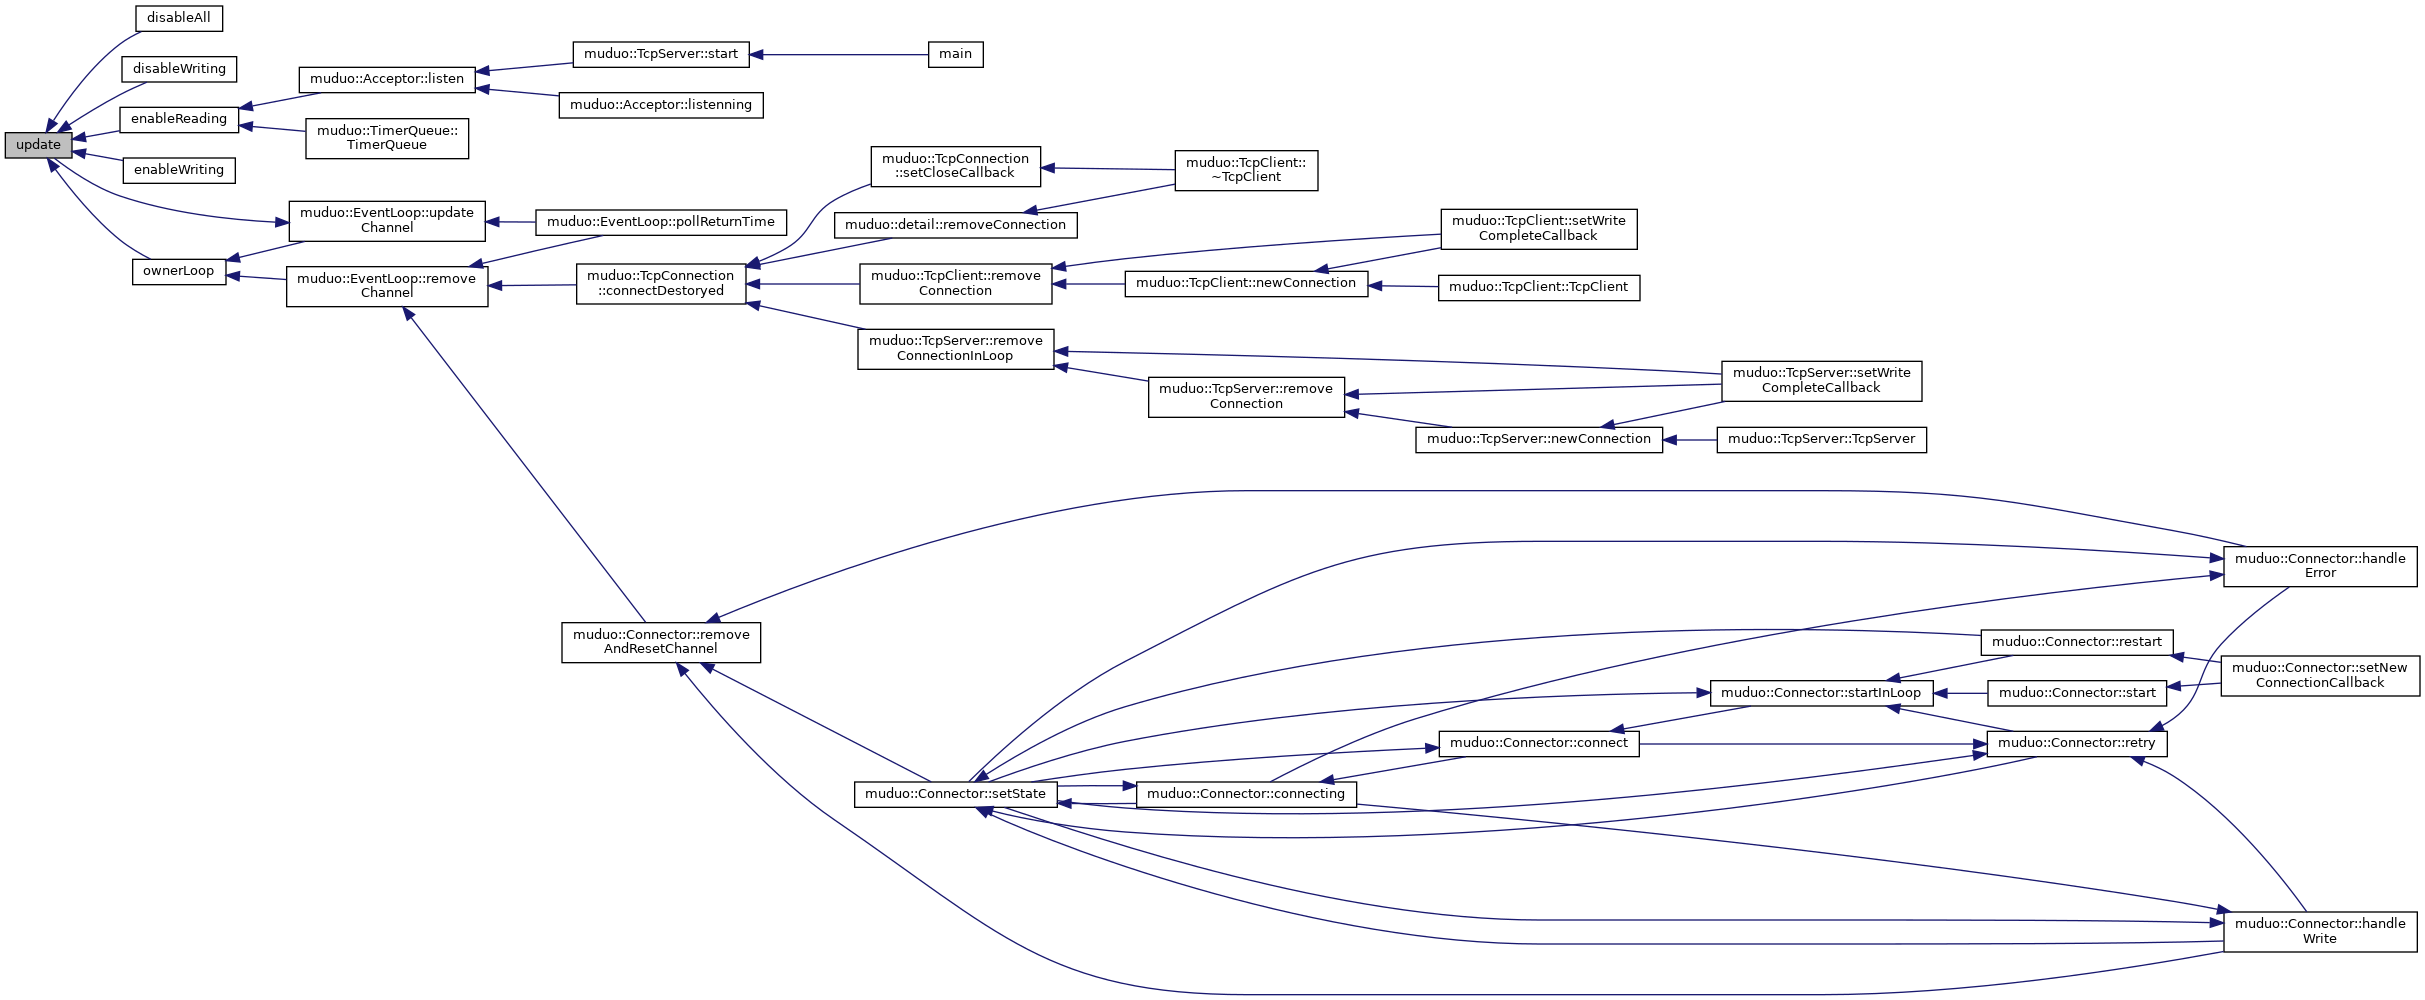 disableAll
disableWriting
enableReading
update
enableWriting
ownerLoop
muduo::Acceptor::listen
muduo::TimerQueue::
TimerQueue
muduo::EventLoop::update
Channel
muduo::EventLoop::remove
Channel
muduo::TcpServer::start
main
muduo::Acceptor::listenning
muduo::EventLoop::pollReturnTime
muduo::TcpConnection
::connectDestoryed
muduo::TcpConnection
::setCloseCallback
muduo::detail::removeConnection
muduo::TcpClient::
~TcpClient
muduo::TcpClient::remove
Connection
muduo::TcpClient::newConnection
muduo::TcpClient::setWrite
CompleteCallback
muduo::TcpClient::TcpClient
muduo::TcpServer::remove
ConnectionInLoop
muduo::TcpServer::remove
Connection
muduo::TcpServer::setWrite
CompleteCallback
muduo::TcpServer::newConnection
muduo::TcpServer::TcpServer
muduo::Connector::remove
AndResetChannel
muduo::Connector::handle
Error
muduo::Connector::restart
muduo::Connector::setNew
ConnectionCallback
muduo::Connector::startInLoop
muduo::Connector::start
muduo::Connector::connect
muduo::Connector::retry
muduo::Connector::setState
muduo::Connector::connecting
muduo::Connector::handle
Write